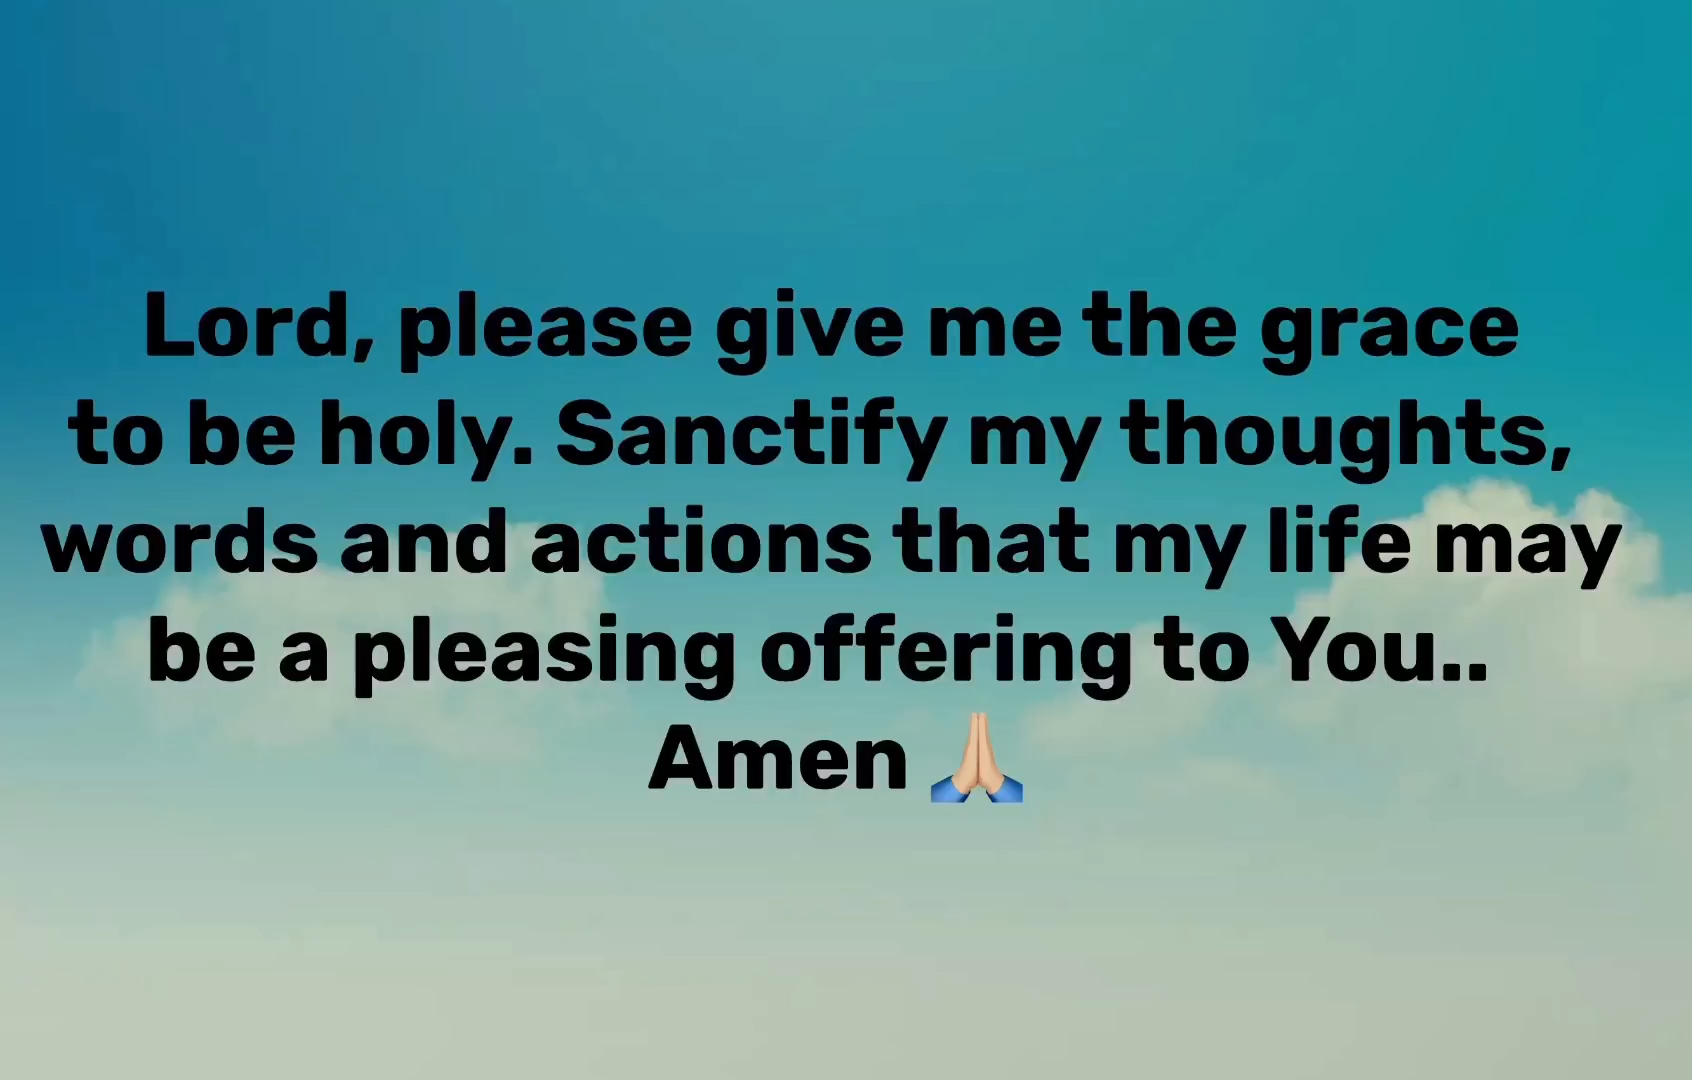 Lord, please give me the grace
to be holy. Sanctify my thoughts,
words and actions that my life may
be a pleasing offering to You..
Amen 🙏🏼